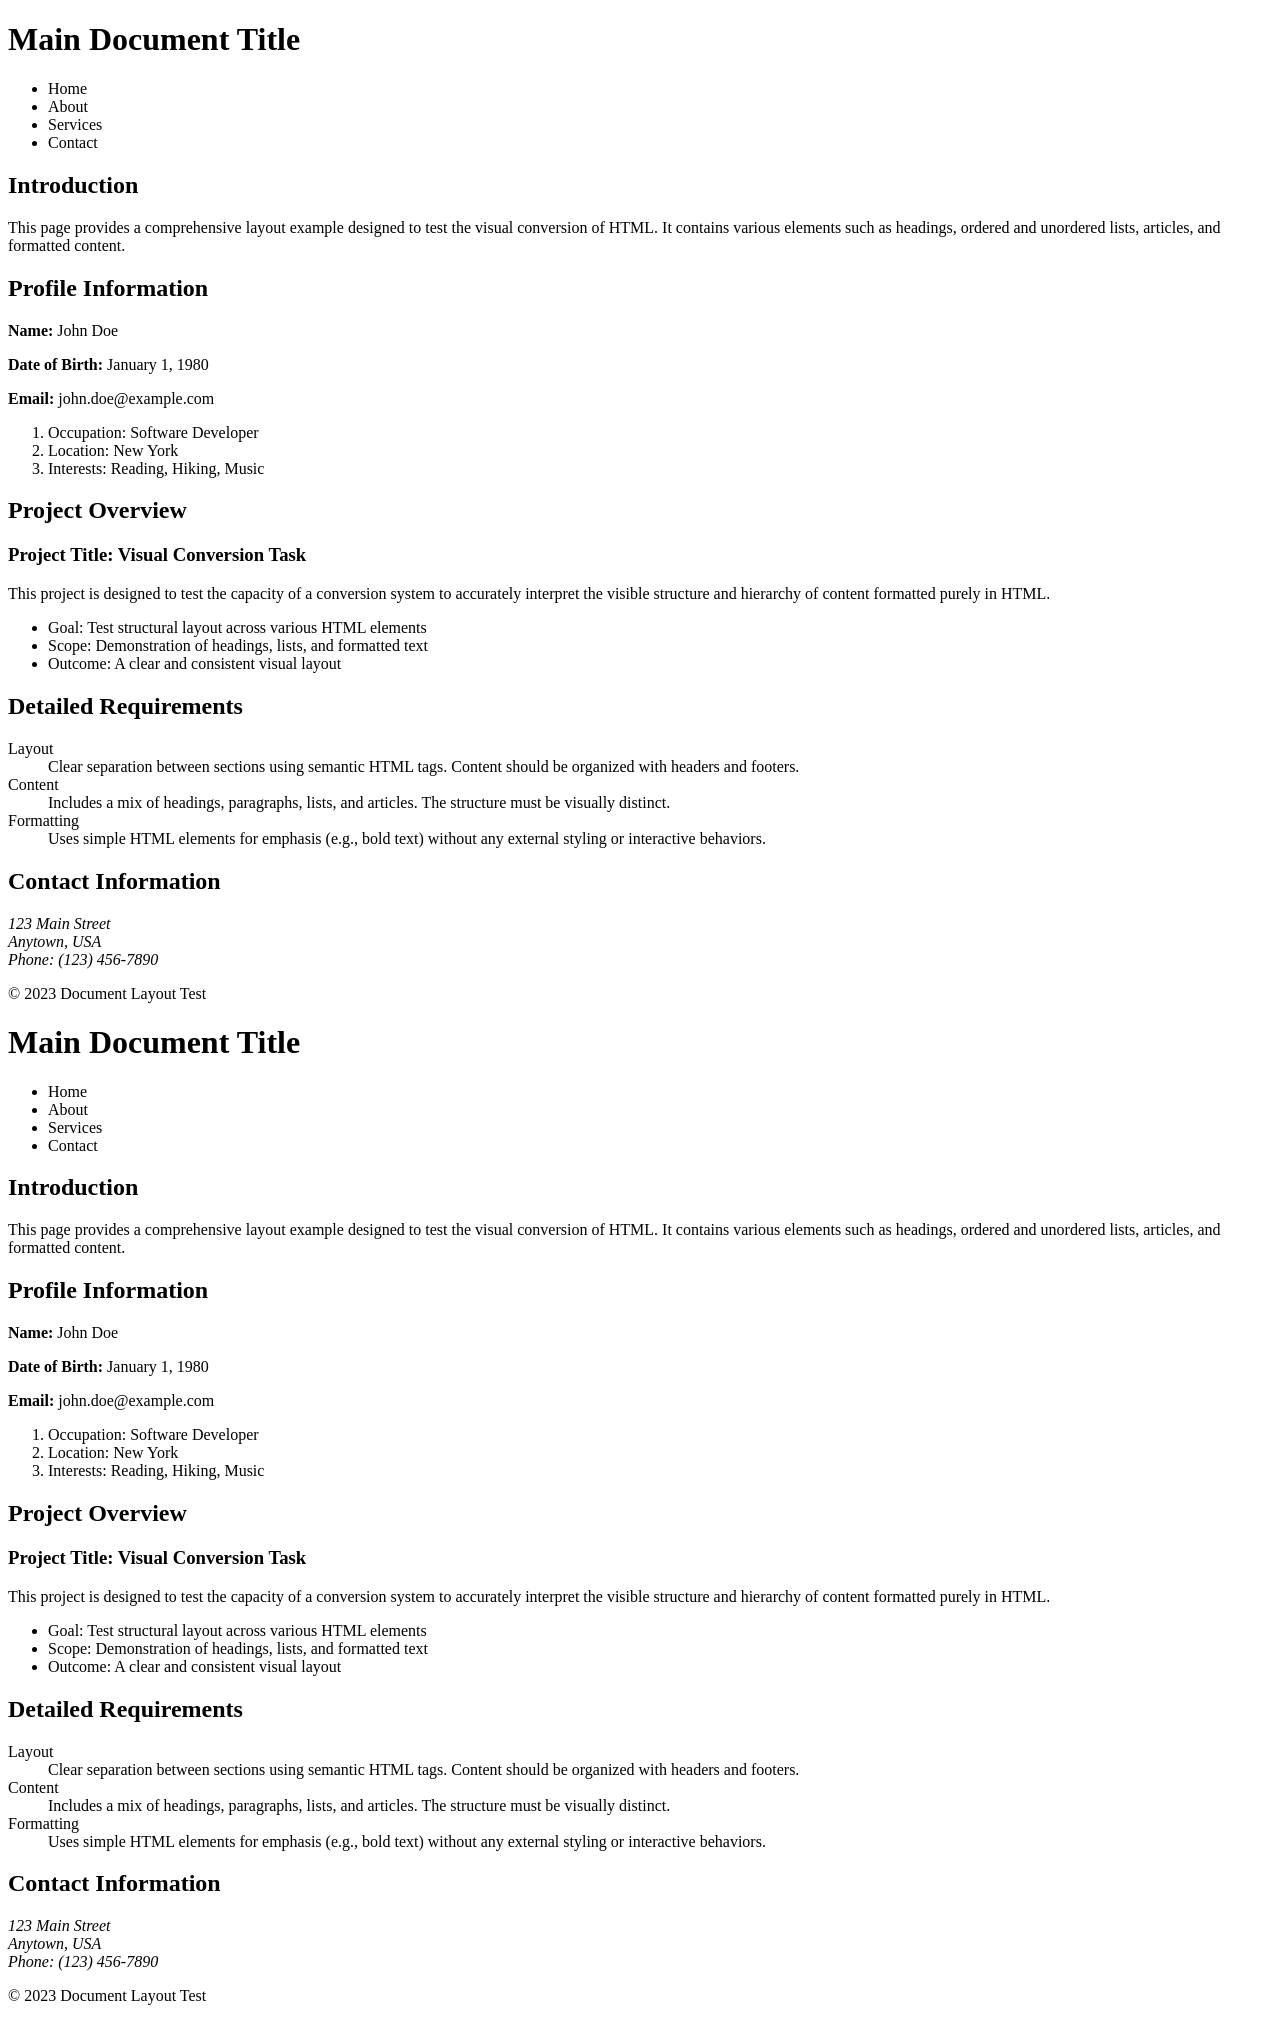 Main Document Title
Home
About
Services
Contact
Introduction
This page provides a comprehensive layout example designed to test the visual conversion of HTML. It contains various elements such as headings, ordered and unordered lists, articles, and
formatted content.
Profile Information
Name: John Doe
Date of Birth: January 1, 1980
Email: john.doe@example.com
1. Occupation: Software Developer
2. Location: New York
3. Interests: Reading, Hiking, Music
Project Overview
Project Title: Visual Conversion Task
This project is designed to test the capacity of a conversion system to accurately interpret the visible structure and hierarchy of content formatted purely in HTML.
Goal: Test structural layout across various HTML elements
Scope: Demonstration of headings, lists, and formatted text
Outcome: A clear and consistent visual layout
Detailed Requirements
Layout
Clear separation between sections using semantic HTML tags. Content should be organized with headers and footers.
Content
Includes a mix of headings, paragraphs, lists, and articles. The structure must be visually distinct.
Formatting
Uses simple HTML elements for emphasis (e.g., bold text) without any external styling or interactive behaviors.
Contact Information
123 Main Street
Anytown, USA
Phone: (123) 456-7890
© 2023 Document Layout Test
Main Document Title
Home
About
Services
Contact
Introduction
This page provides a comprehensive layout example designed to test the visual conversion of HTML. It contains various elements such as headings, ordered and unordered lists, articles, and
formatted content.
Profile Information
Name: John Doe
Date of Birth: January 1, 1980
Email: john.doe@example.com
1. Occupation: Software Developer
2. Location: New York
3. Interests: Reading, Hiking, Music
Project Overview
Project Title: Visual Conversion Task
This project is designed to test the capacity of a conversion system to accurately interpret the visible structure and hierarchy of content formatted purely in HTML.
Goal: Test structural layout across various HTML elements
Scope: Demonstration of headings, lists, and formatted text
Outcome: A clear and consistent visual layout
Detailed Requirements
Layout
Clear separation between sections using semantic HTML tags. Content should be organized with headers and footers.
Content
Includes a mix of headings, paragraphs, lists, and articles. The structure must be visually distinct.
Formatting
Uses simple HTML elements for emphasis (e.g., bold text) without any external styling or interactive behaviors.
Contact Information
123 Main Street
Anytown, USA
Phone: (123) 456-7890
© 2023 Document Layout Test